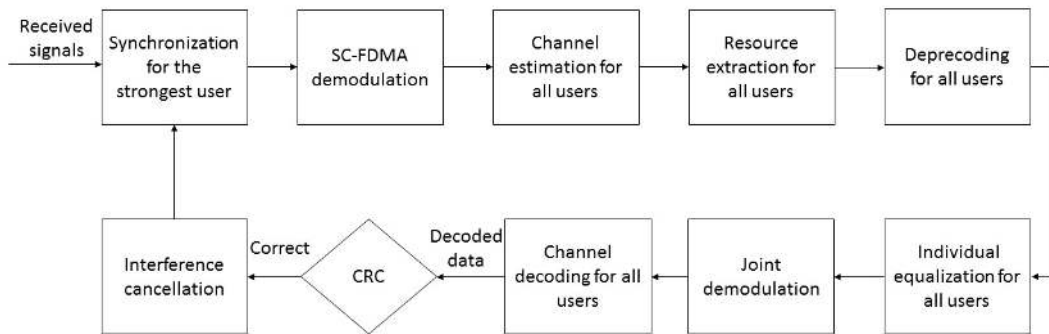 Received
signals
Synchronization
for the
strongest user
SC-FDMA
demodulation
Channel
estimation for
all users
Resource
extraction for
all users
Deprecoding
for all users
Interference
cancellation
Correct
CRC
Decoded
data
Channel
decoding for all
users
Joint
demodulation
Individual
equalization for
all users